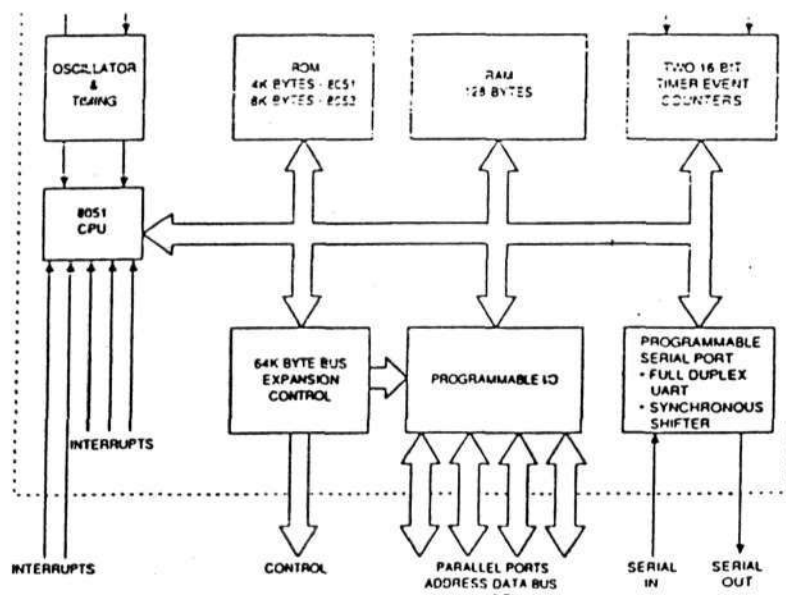 OSCILLATOR
&
TIMING
ROM
4K BYTES - 8051
8K BYTES - 8052
RAM
128 BYTES
TWO 16 BIT
TIMER EVENT
COUNTERS
8051
CPU
64K BYTE BUS
EXPANSION
CONTROL
PROGRAMMABLE I/O
PROGRAMMABLE
SERIAL PORT
• FULL DUPLEX
UART
• SYNCHRONOUS
SHIFTER
INTERRUPTS
INTERRUPTS
CONTROL
PARALLEL PORTS
ADDRESS DATA BUS
SERIAL
IN
SERIAL
OUT